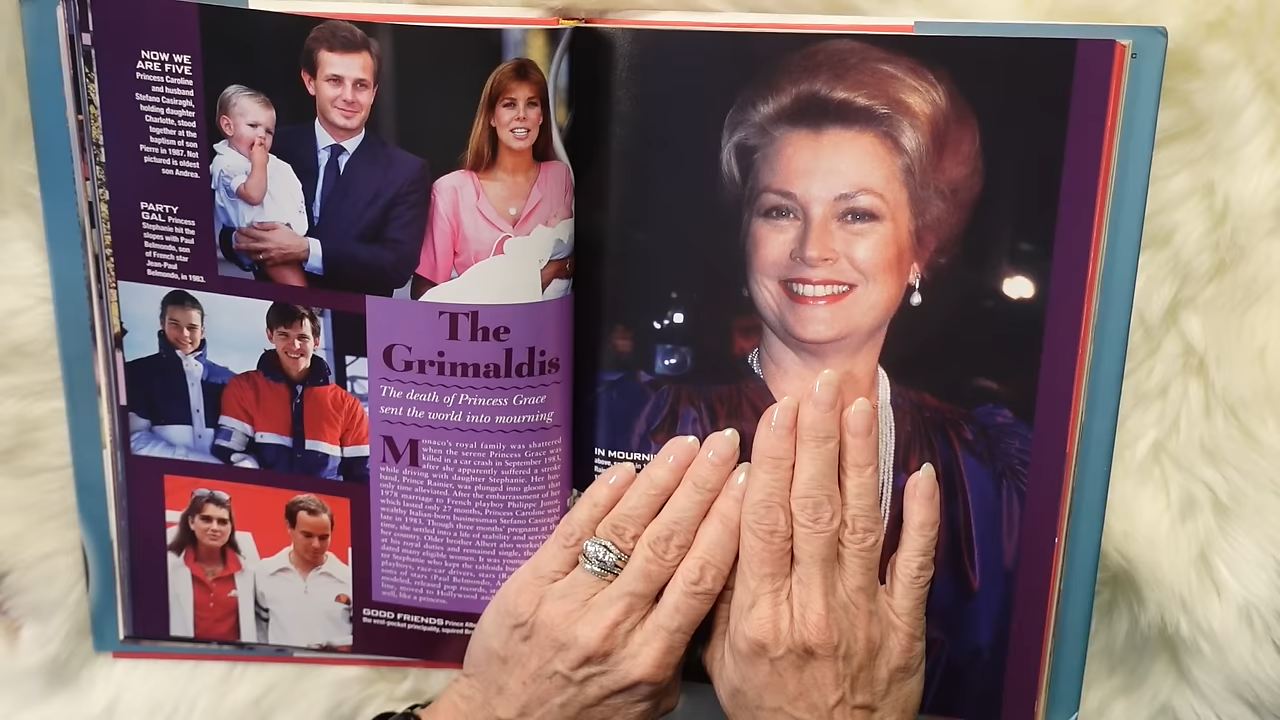 NOW WE
ARE FIVE
Princess Caroline
and husband
Stefano Casiraghi,
holding daughter
Charlotte, stood
together at the
baptism of son
Pierre in 1987. Not
pictured is oldest
son Andrea.
PARTY
GAL Princess
Stephanie hit the
slopes with Paul
Belmondo, son
of French star
Jean-Paul
Belmondo, in 1983.
The
Grimaldis
The death of Princess Grace
sent the world into mourning
Monaco's royal family was shattered
when the serene Princess Grace was
killed in a car crash in September 1983,
after she apparently suffered a stroke
while driving with daughter Stephanie. Her hus-
band, Prince Rainier, was plunged into gloom that
only time alleviated. After the embarrassment of her
1978 marriage to French playboy Philippe Junot,
which lasted only 27 months, Princess Caroline wed
wealthy Italian-born businessman Stefano Casiraghi
late in 1983. Though three months' pregnant at the
time, she settled into a life of stability and service
her country. Older brother Albert also worked
at his royal duties and remained single, though
dated many eligible women. It was young
ter Stephanie who kept the tabloids
playboys, race-car drivers, stars
sons of stars (Paul Belmondo,
modeled, released pop records,
line, moved to Hollywood and
well, like a princess.
GOOD FRIENDS Prince
the vest-pocket principality, squired
IN
above,